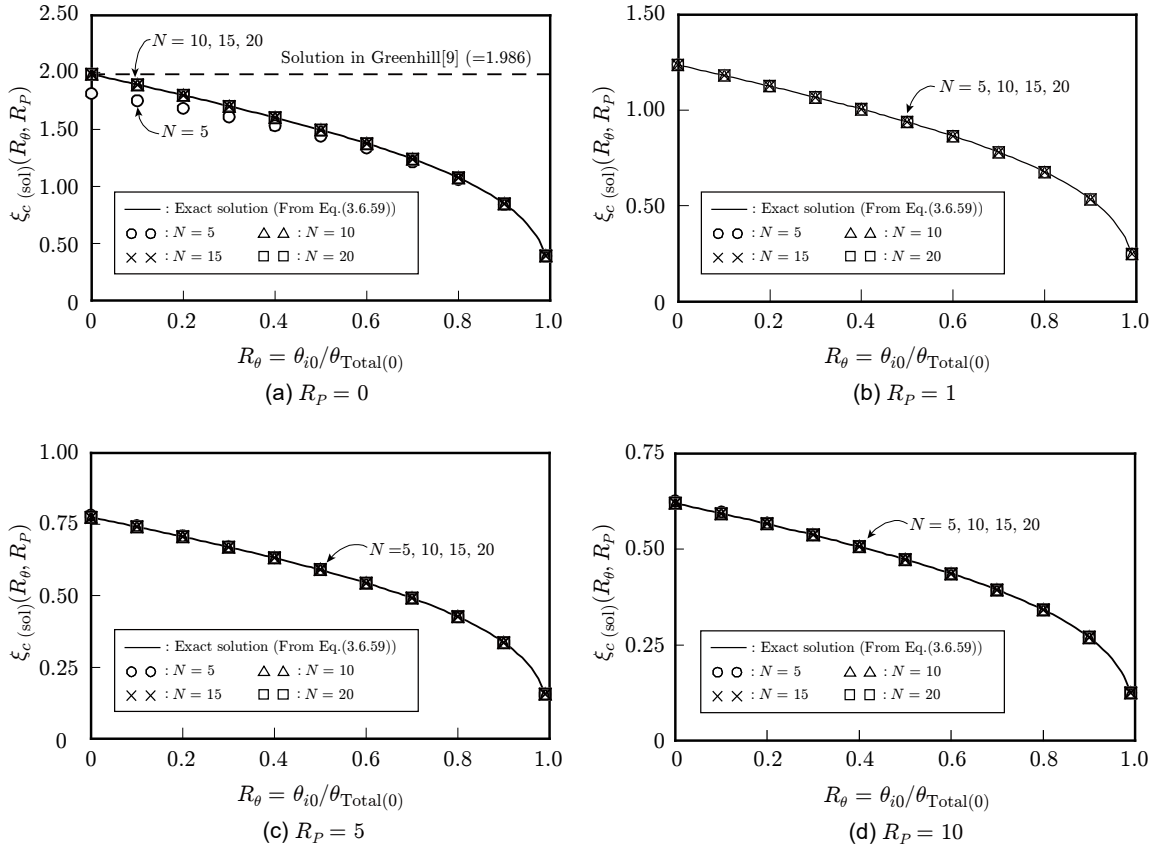 2.50
2.00
1.50
1.00
0.50
0
ξc (sol)(Rθ, RP)
N = 10, 15, 20
Solution in Greenhill[9] (=1.986)
N = 5
: Exact solution (From Eq.(3.6.59))
: N = 5 : N = 10
: N = 15 : N = 20
0 0.2 0.4 0.6 0.8 1.0
Rθ = θi0/θTotal(0)
(a) RP = 0
1.50
1.00
0.50
0
ξc (sol)(Rθ, RP)
N = 5, 10, 15, 20
: Exact solution (From Eq.(3.6.59))
: N = 5 : N = 10
: N = 15 : N = 20
0 0.2 0.4 0.6 0.8 1.0
Rθ = θi0/θTotal(0)
(b) RP = 1
1.00
0.75
0.50
0.25
0
ξc (sol)(Rθ, RP)
N =5, 10, 15, 20
: Exact solution (From Eq.(3.6.59))
: N = 5 : N = 10
: N = 15 : N = 20
0 0.2 0.4 0.6 0.8 1.0
Rθ = θi0/θTotal(0)
(c) RP = 5
0.75
0.50
0.25
0
ξc (sol)(Rθ, RP)
N = 5, 10, 15, 20
: Exact solution (From Eq.(3.6.59))
: N = 5 : N = 10
: N = 15 : N = 20
0 0.2 0.4 0.6 0.8 1.0
Rθ = θi0/θTotal(0)
(d) RP = 10